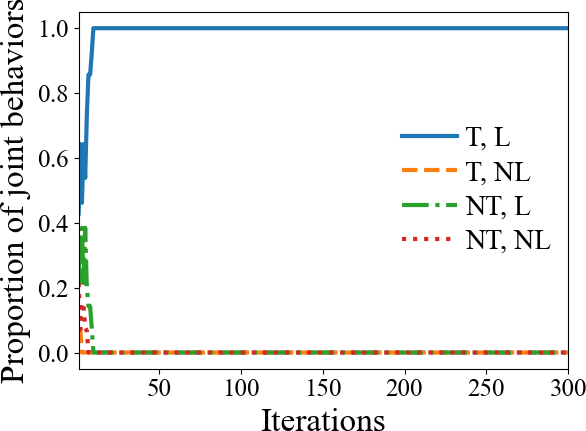 Proportion of joint behaviors
1.0
0.8
0.6
0.4
0.2
0.0
T, L
T, NL
NT, L
NT, NL
50
100
150
200
250
300
Iterations